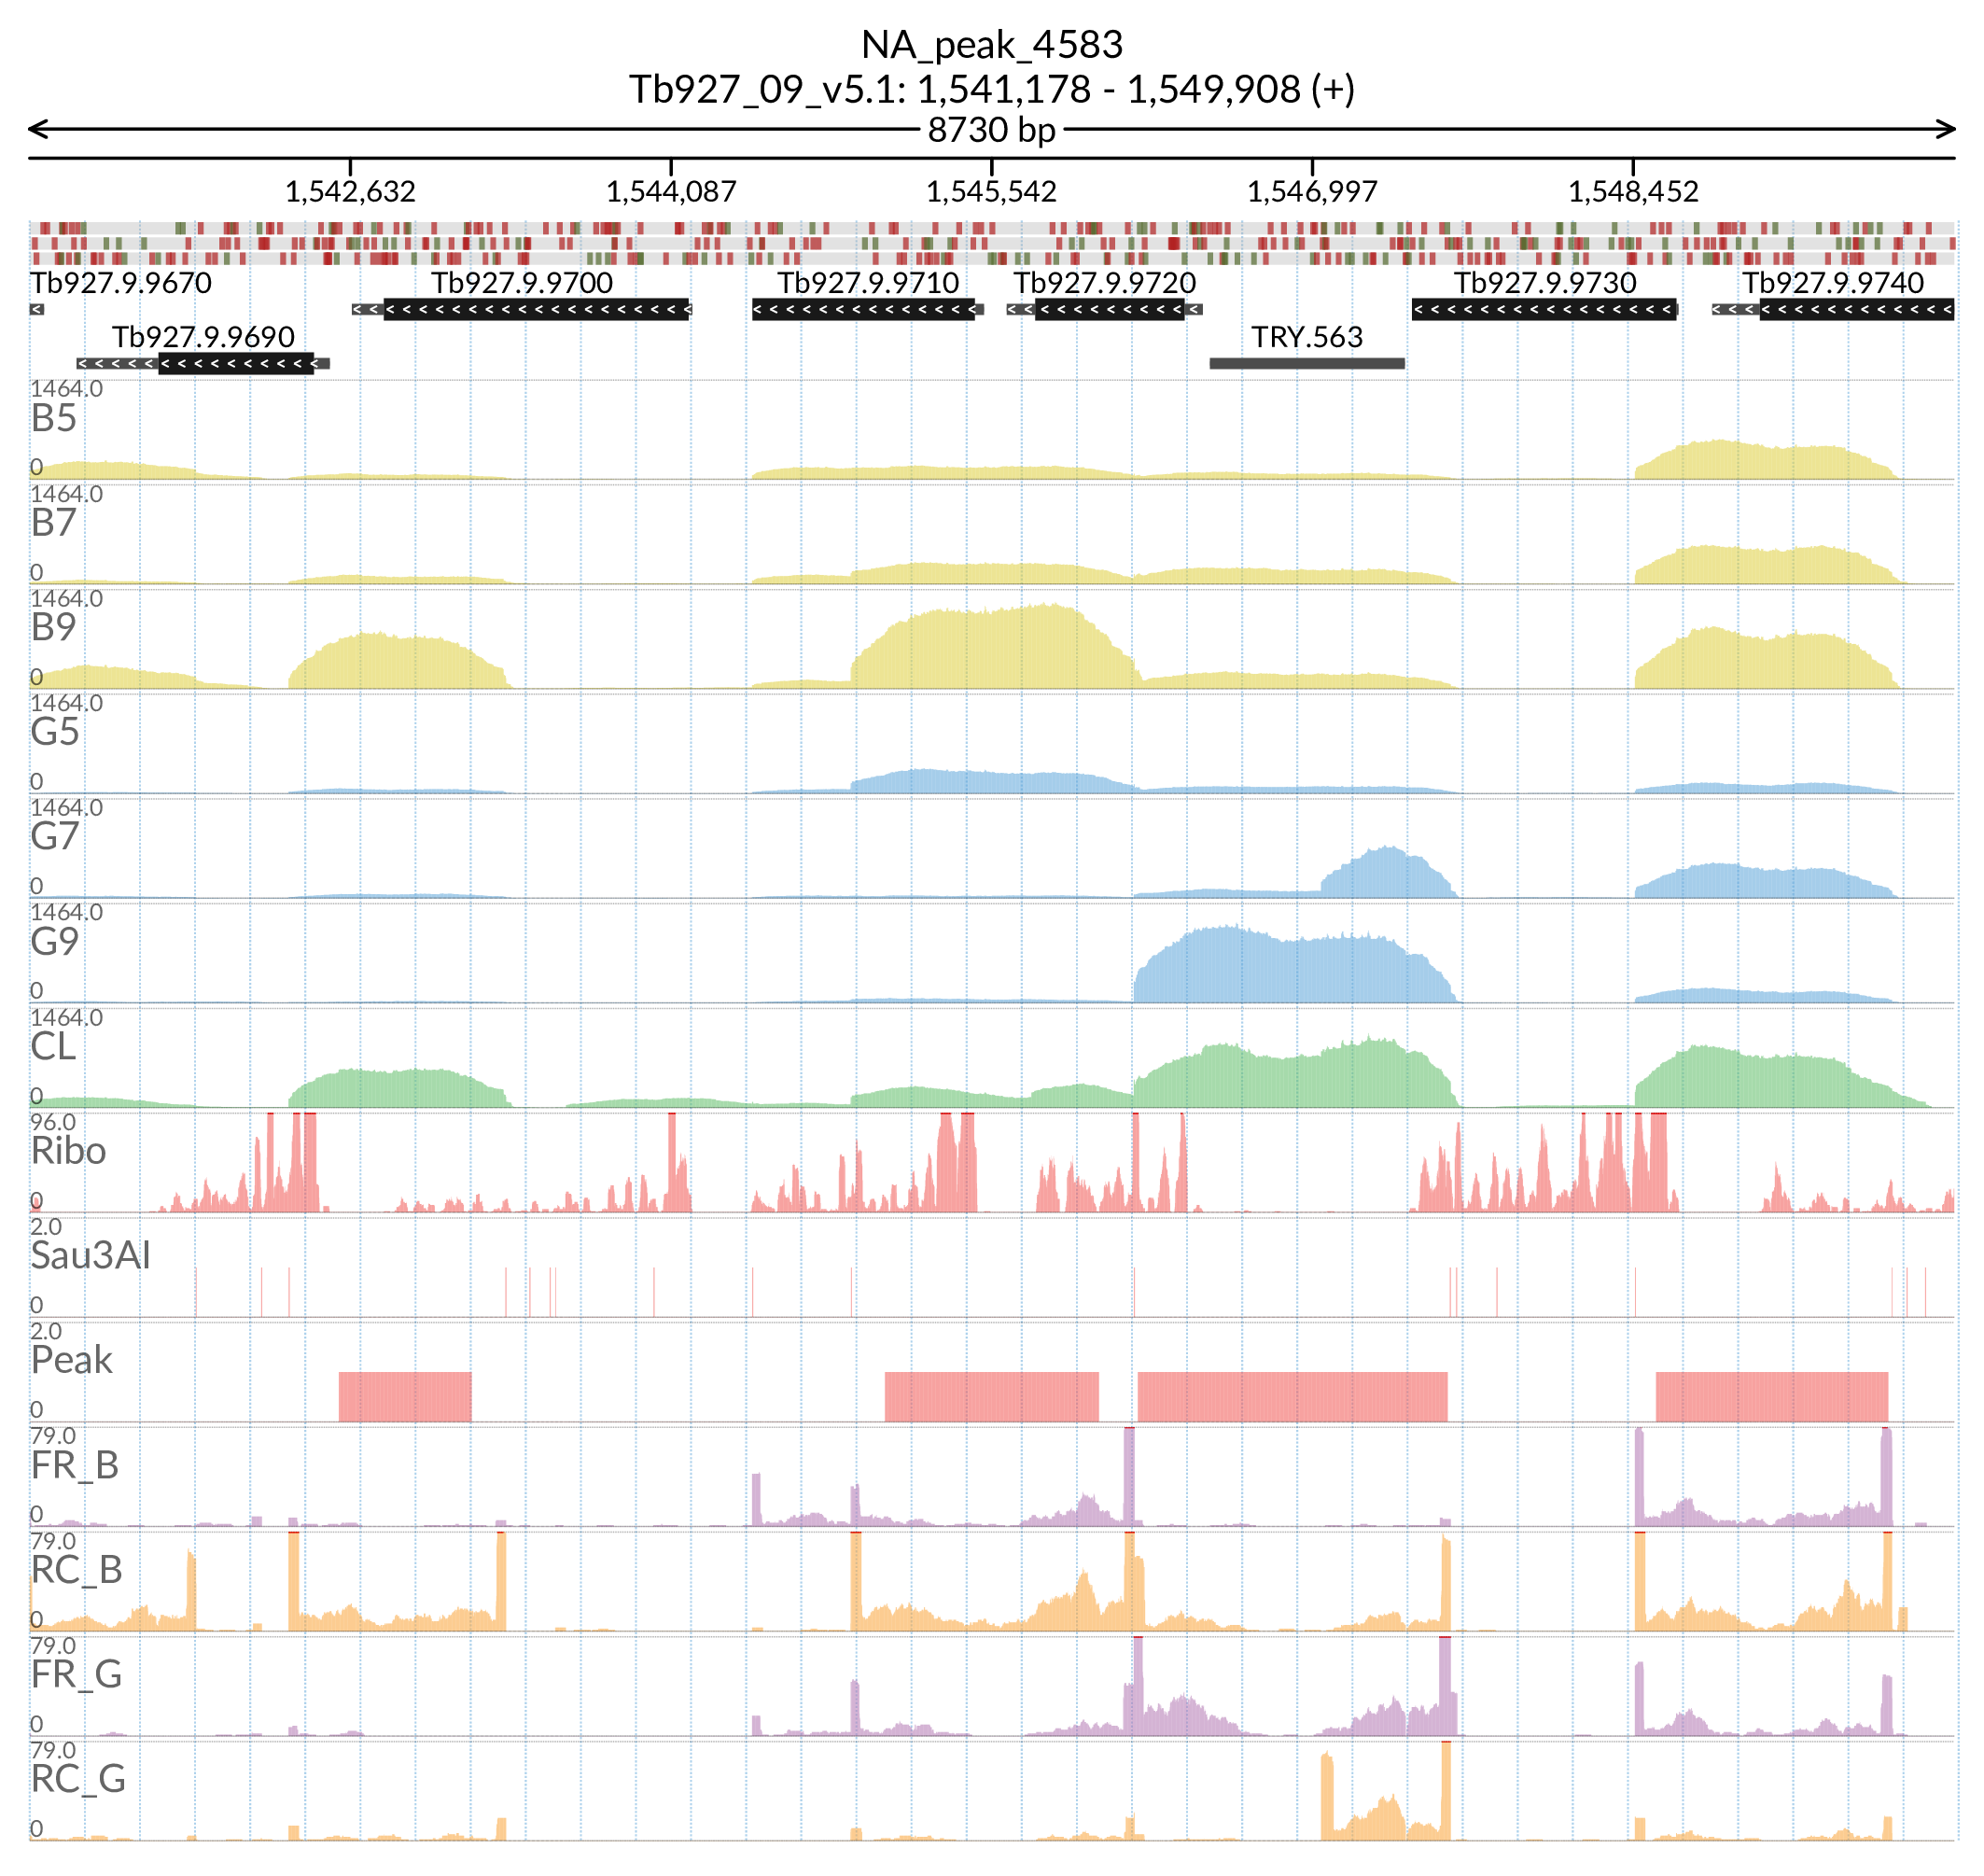 NA_peak_4583
Tb927_09_v5.1: 1,541,178 - 1,549,908 (+)
8730 bp
1,542,632 1,544,087 1,545,542 1,546,997 1,548,452
Tb927.9.9670 Tb927.9.9700 Tb927.9.9710 Tb927.9.9720 Tb927.9.9730 Tb927.9.9740
Tb927.9.9690 TRY.563
1464.0
B5
0
1464.0
B7
0
1464.0
B9
0
1464.0
G5
0
1464.0
G7
0
1464.0
G9
0
1464.0
CL
0
96.0
Ribo
0
2.0
Sau3AI
0
2.0
Peak
0
79.0
FR_B
0
79.0
RC_B
0
79.0
FR_G
0
79.0
RC_G
0